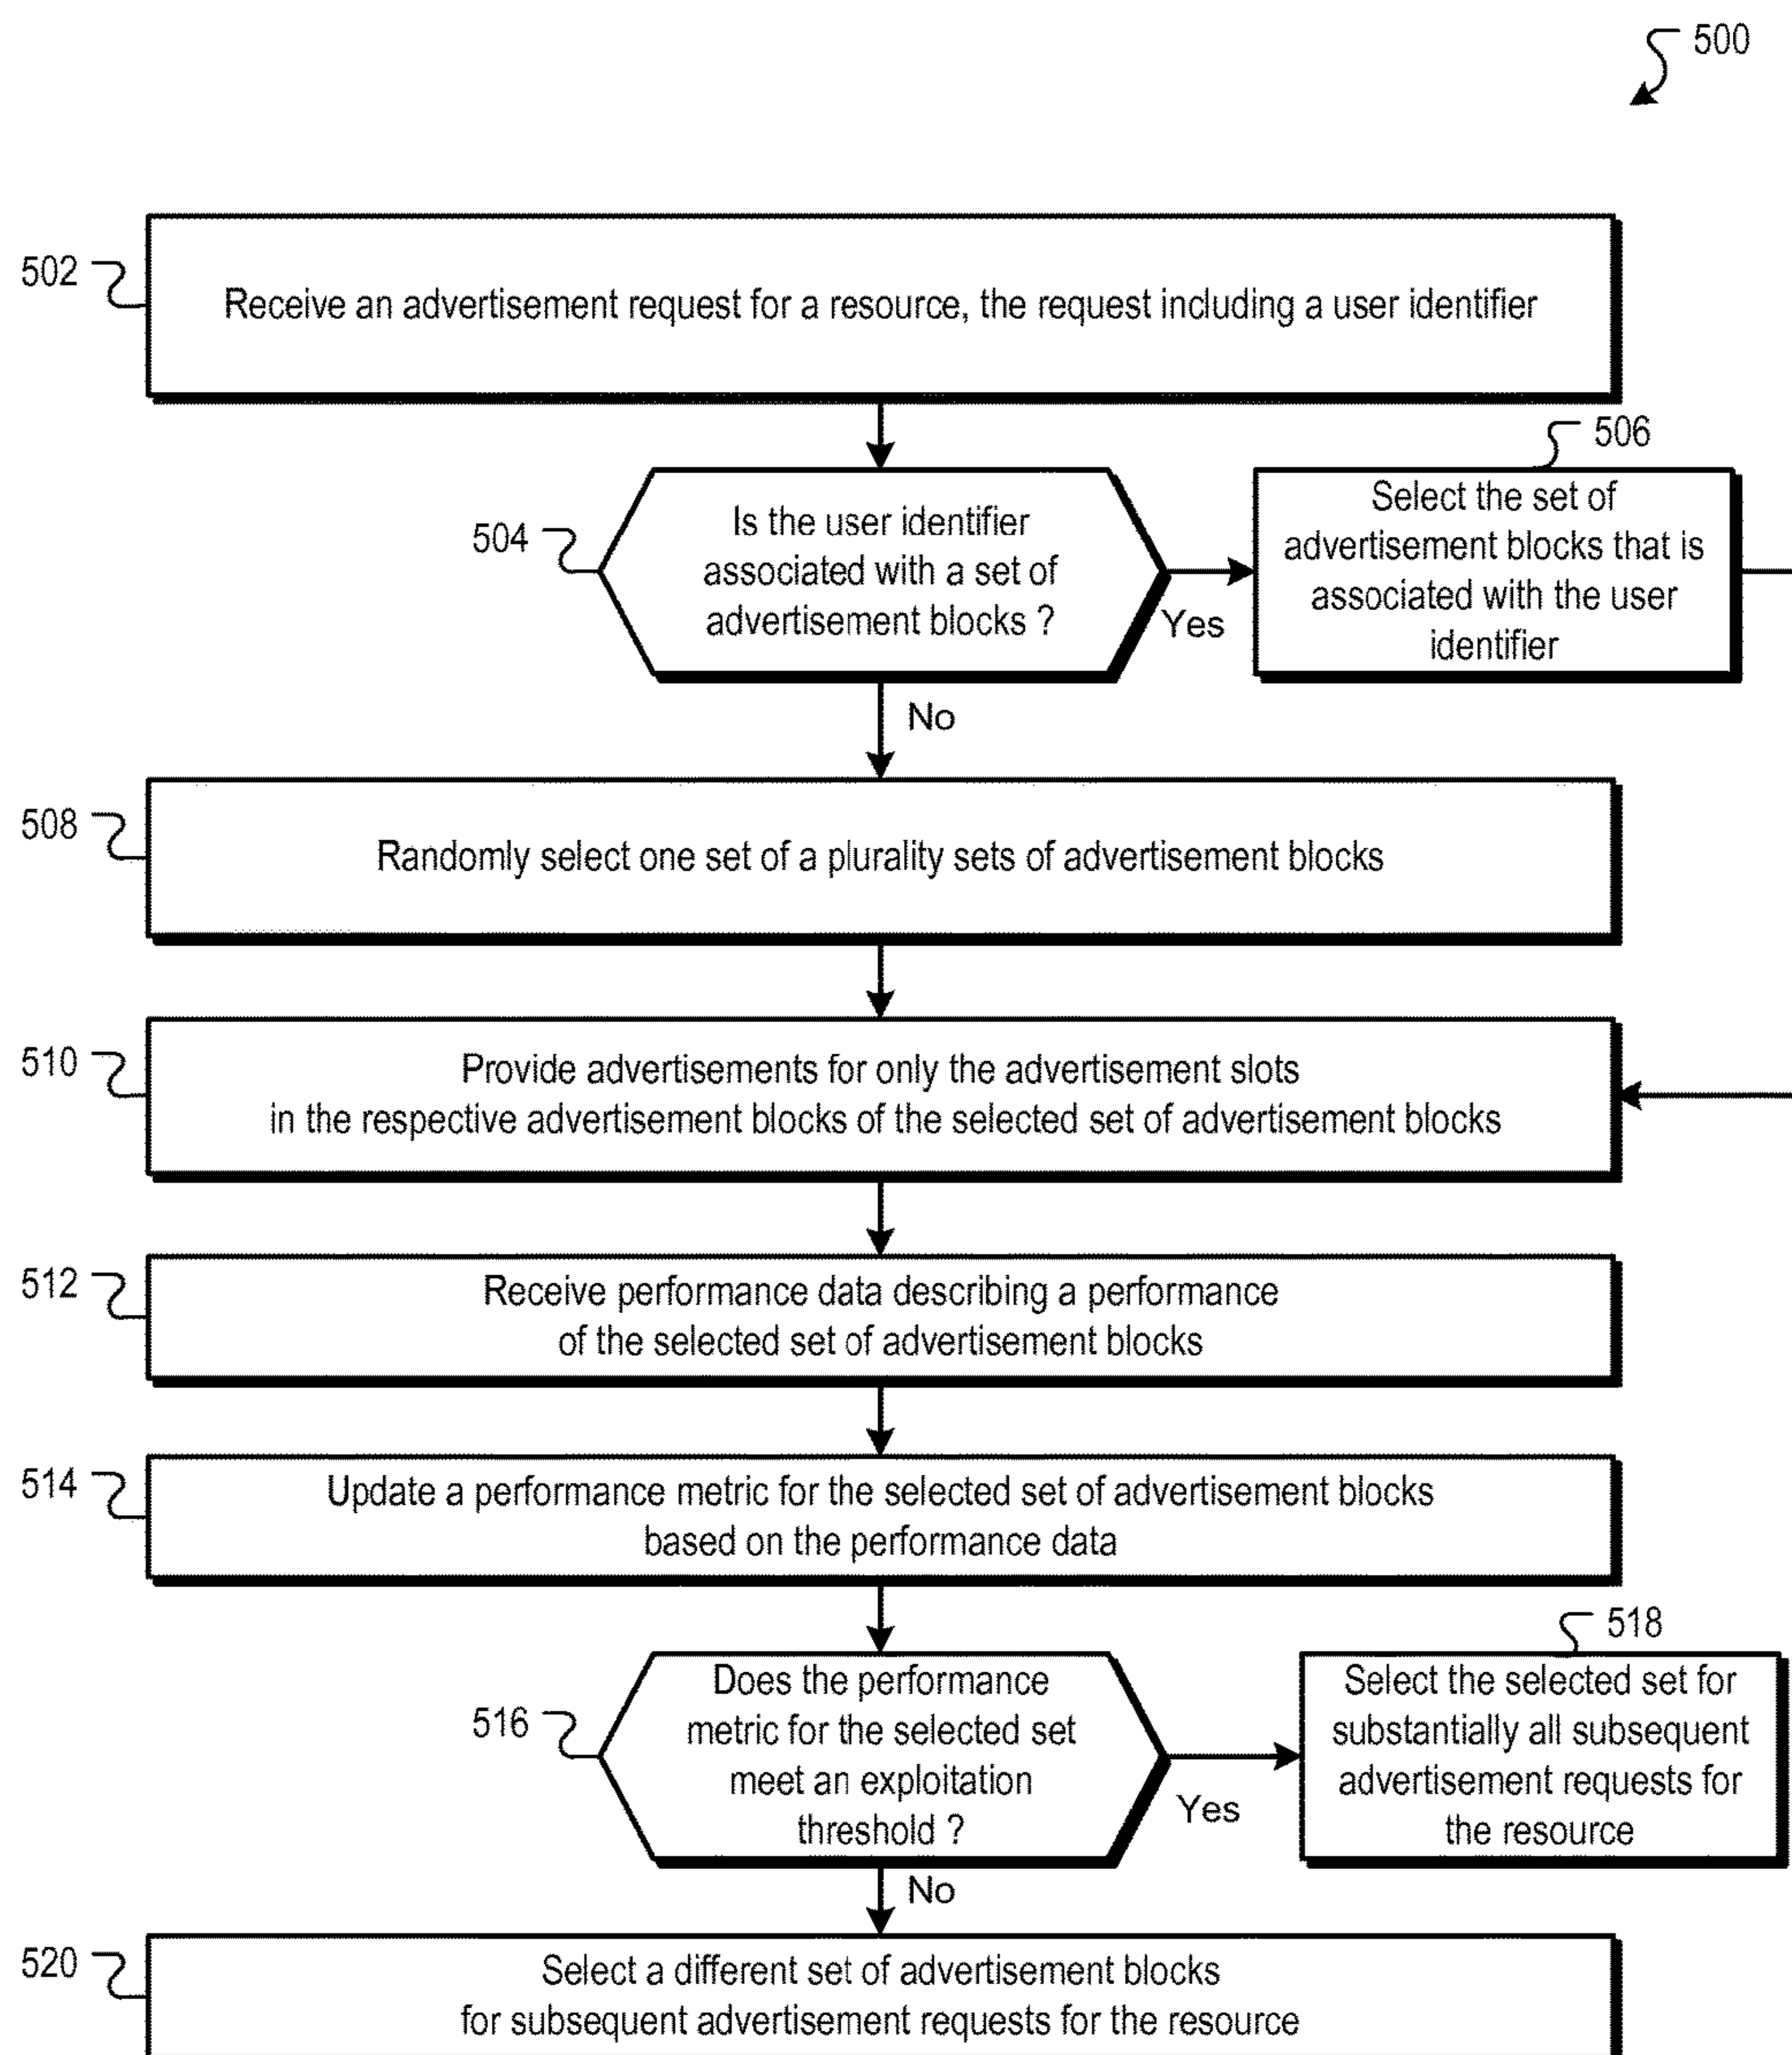 500
502
Receive an advertisement request for a resource, the request including a user identifier
504
Is the user identifier
associated with a set of
advertisement blocks ?
Yes
506
Select the set of
advertisement blocks that is
associated with the user
identifier
No
508
Randomly select one set of a plurality sets of advertisement blocks
510
Provide advertisements for only the advertisement slots
in the respective advertisement blocks of the selected set of advertisement blocks
512
Receive performance data describing a performance
of the selected set of advertisement blocks
514
Update a performance metric for the selected set of advertisement blocks
based on the performance data
516
Does the performance
metric for the selected set
meet an exploitation
threshold ?
Yes
518
Select the selected set for
substantially all subsequent
advertisement requests for
the resource
No
520
Select a different set of advertisement blocks
for subsequent advertisement requests for the resource